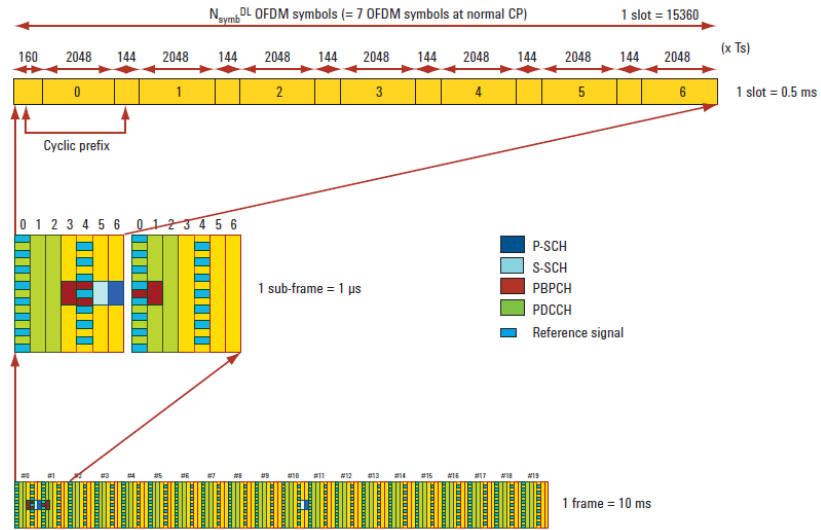 N_symb^DL OFDM symbols (= 7 OFDM symbols at normal CP) 1 slot = 15360
160 2048 144 2048 144 2048 144 2048 144 2048 144 2048 144 2048 (x Ts)
0 1 2 3 4 5 6 1 slot = 0.5 ms
Cyclic prefix
0 1 2 3 4 5 6 0 1 2 3 4 5 6
P-SCH
S-SCH
PBPCH
PDCCH
Reference signal
1 sub-frame = 1 µs
#0 #1 #2 #3 #4 #5 #6 #7 #8 #9 #10 #11 #12 #13 #14 #15 #16 #17 #18 #19
1 frame = 10 ms